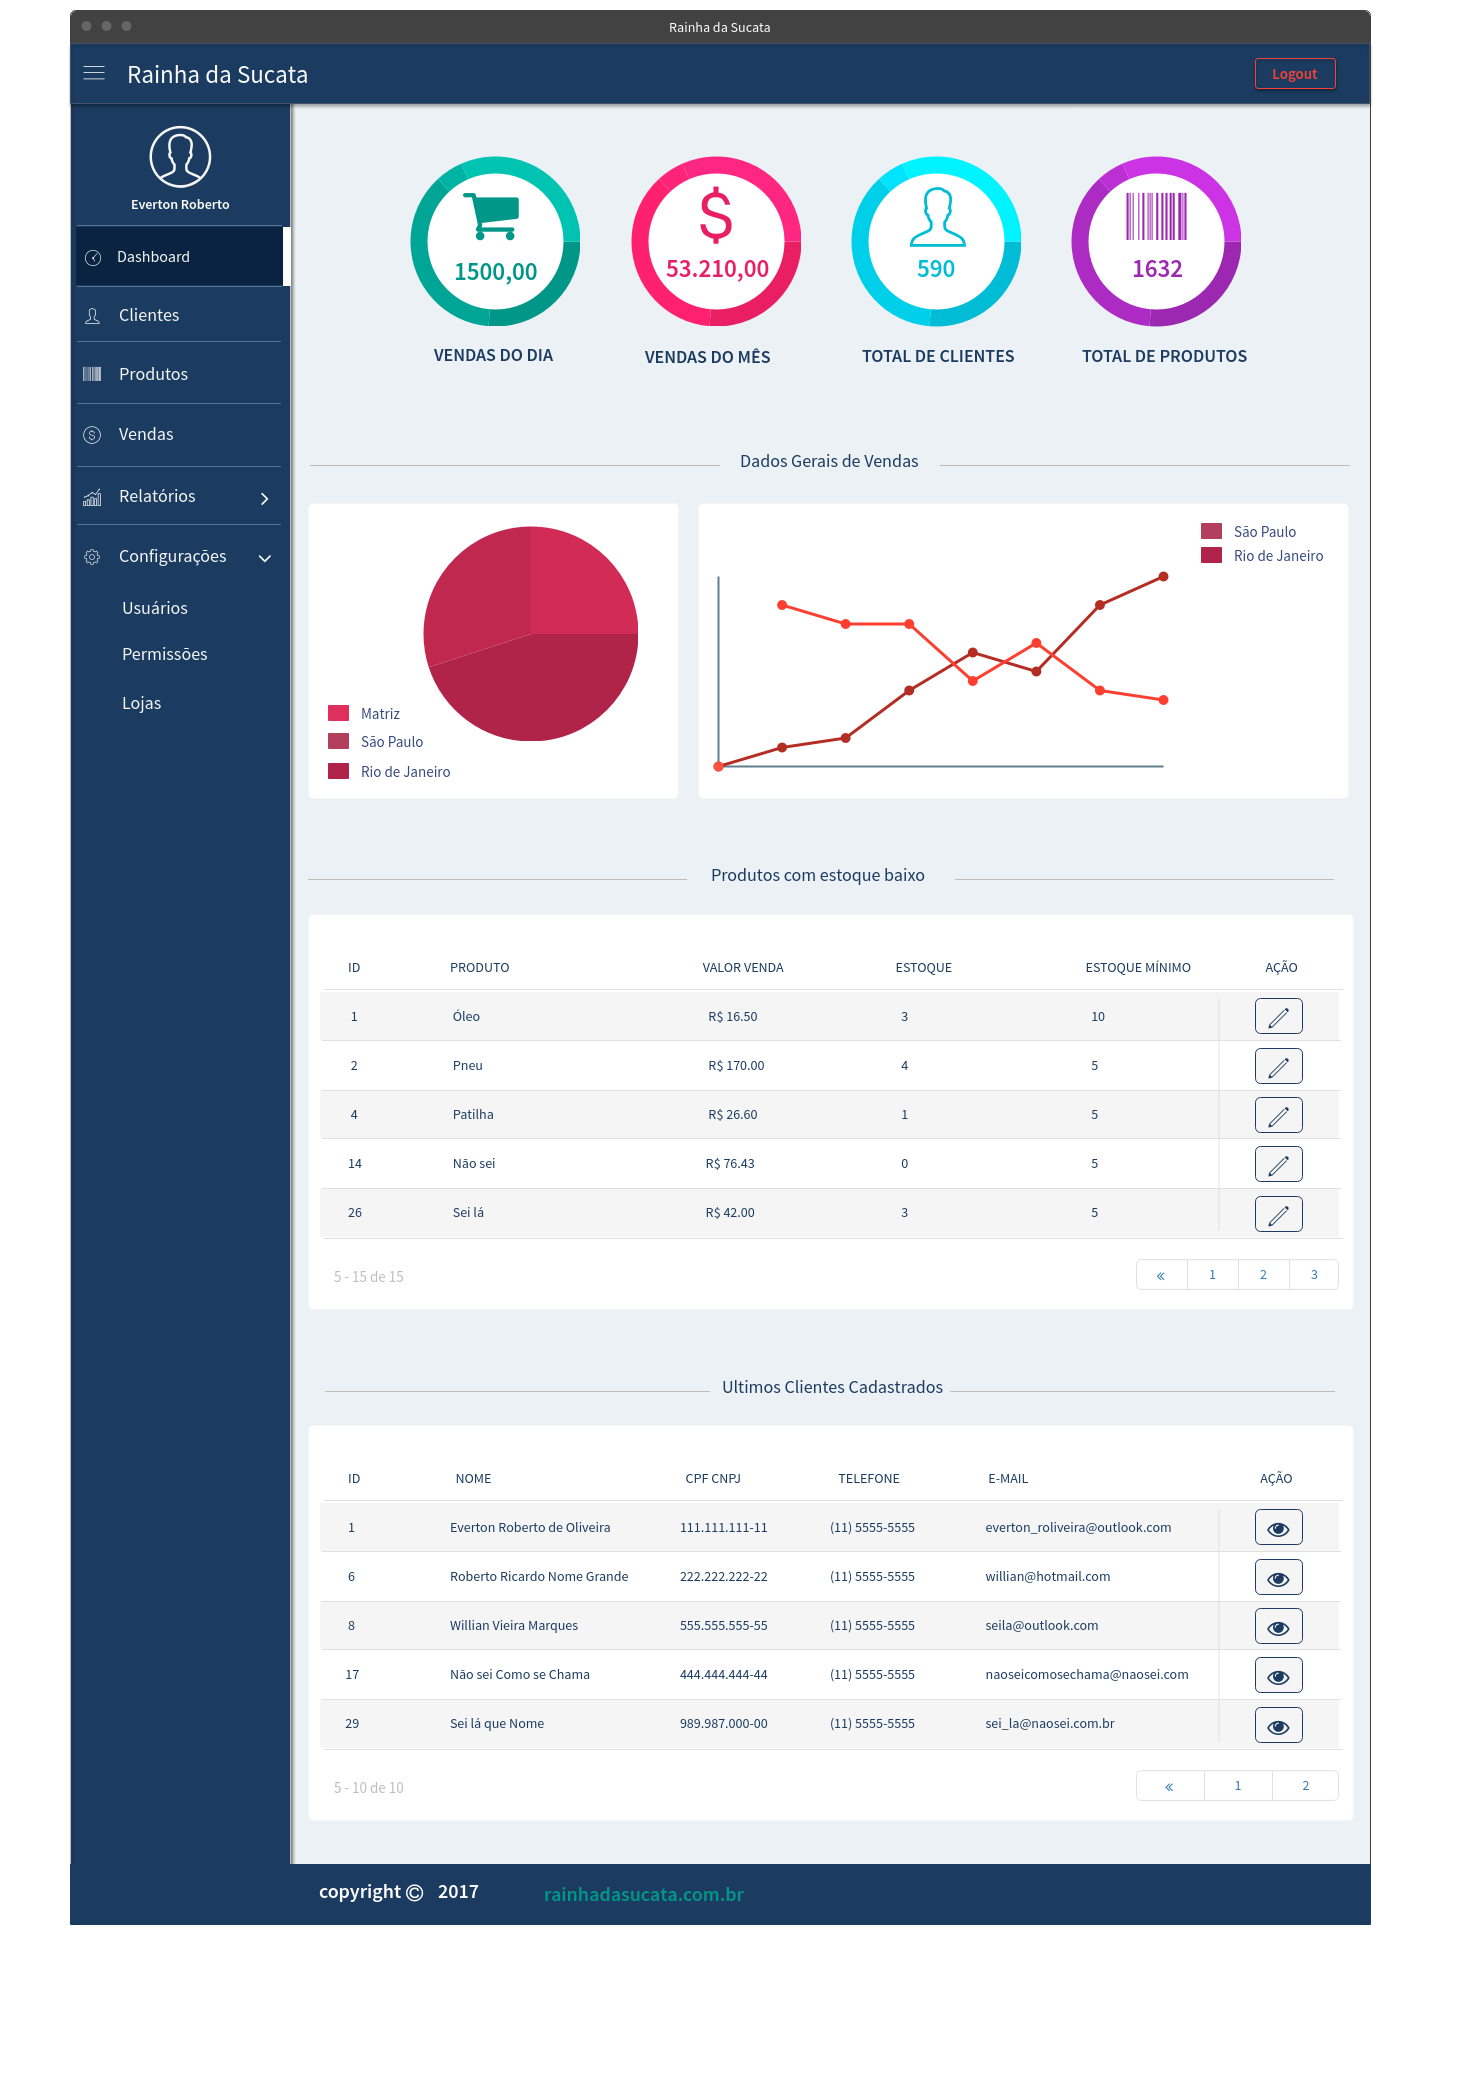 Rainha da Sucata
Rainha da Sucata
Logout
Everton Roberto
Dashboard
Clientes
Produtos
Vendas
Relatórios
Configurações
Usuários
Permissões
Lojas
$
1500,00
53.210,00
590
1632
VENDAS DO DIA
VENDAS DO MÊS
TOTAL DE CLIENTES
TOTAL DE PRODUTOS
Dados Gerais de Vendas
Matriz
São Paulo
Rio de Janeiro
São Paulo
Rio de Janeiro
Produtos com estoque baixo
ID PRODUTO VALOR VENDA ESTOQUE ESTOQUE MÍNIMO AÇÃO
1 Óleo R$ 16.50 3 10
2 Pneu R$ 170.00 4 5
4 Patilha R$ 26.60 1 5
14 Não sei R$ 76.43 0 5
26 Sei lá R$ 42.00 3 5
5 - 15 de 15
« 1 2 3
Ultimos Clientes Cadastrados
ID NOME CPF CNPJ TELEFONE E-MAIL AÇÃO
1 Everton Roberto de Oliveira 111.111.111-11 (11) 5555-5555 everton_roliveira@outlook.com
6 Roberto Ricardo Nome Grande 222.222.222-22 (11) 5555-5555 willian@hotmail.com
8 Willian Vieira Marques 555.555.555-55 (11) 5555-5555 seila@outlook.com
17 Não sei Como se Chama 444.444.444-44 (11) 5555-5555 naoseicomosechama@naosei.com
29 Sei lá que Nome 989.987.000-00 (11) 5555-5555 sei_la@naosei.com.br
5 - 10 de 10
« 1 2
copyright © 2017 rainhadasucata.com.br